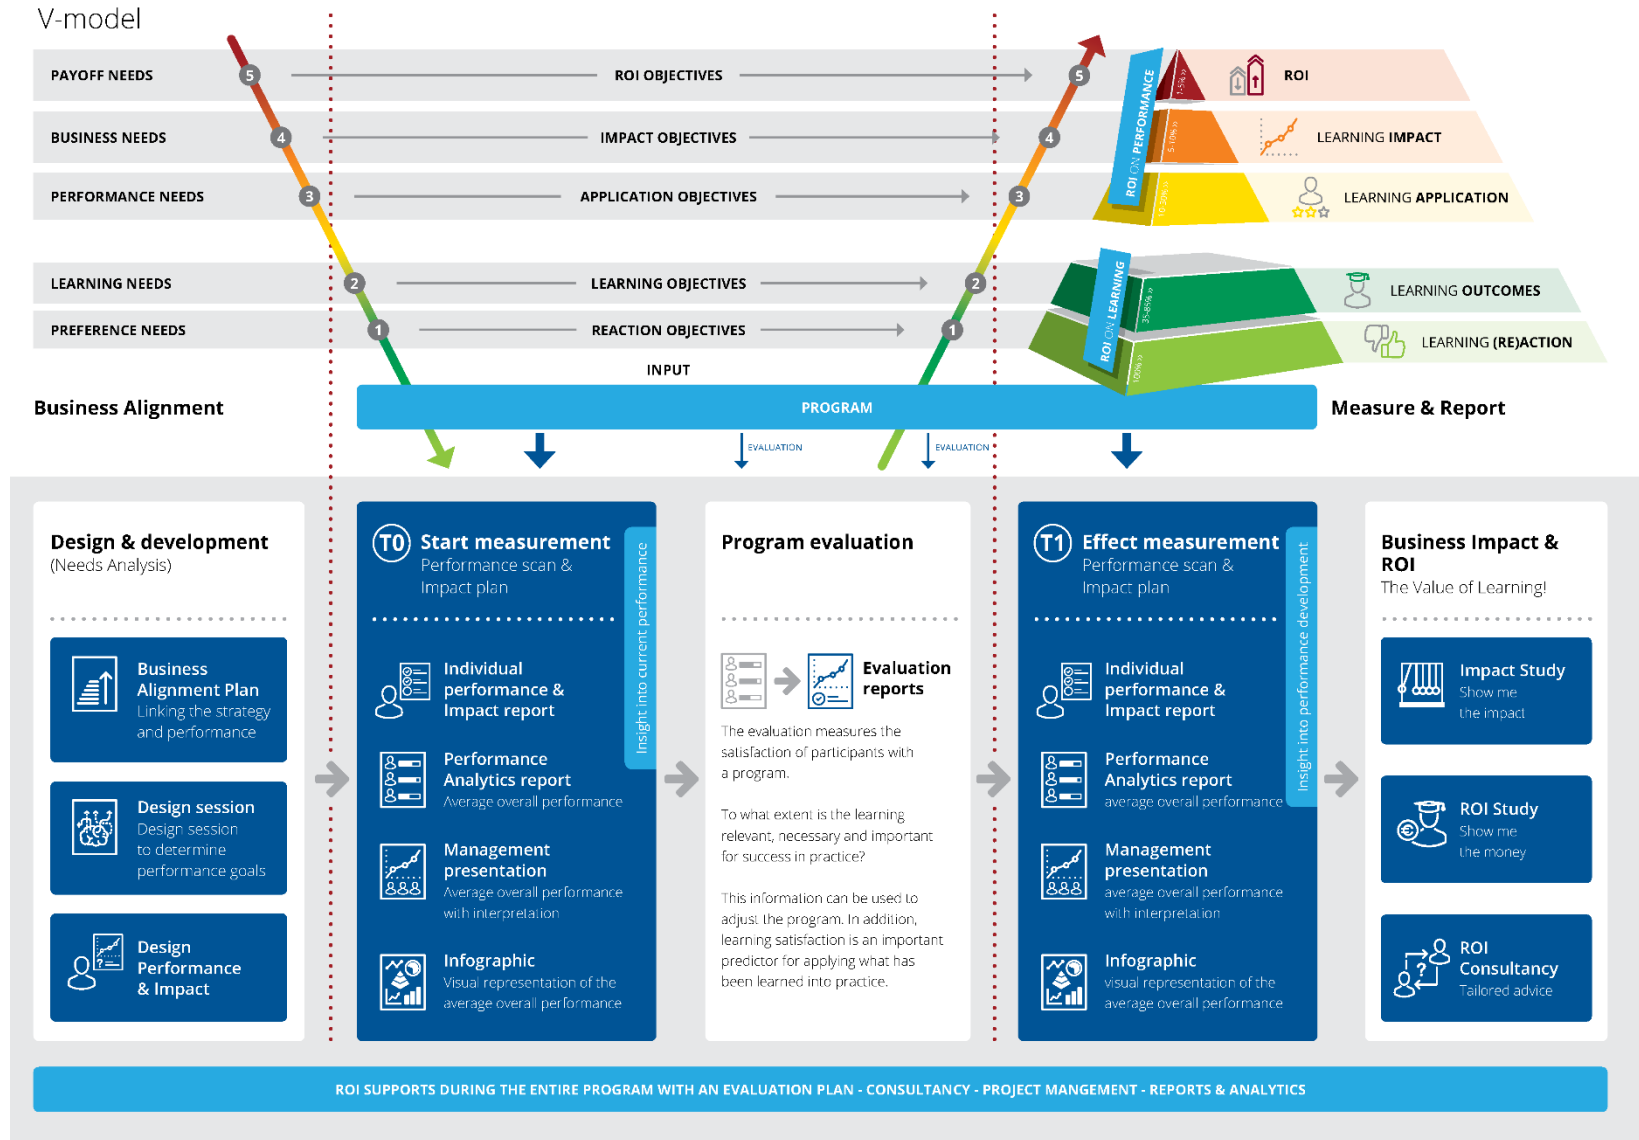 V-model
PAYOFF NEEDS
5
ROI OBJECTIVES
5
ROI
BUSINESS NEEDS
4
IMPACT OBJECTIVES
4
LEARNING IMPACT
PERFORMANCE NEEDS
3
APPLICATION OBJECTIVES
3
LEARNING APPLICATION
LEARNING NEEDS
2
LEARNING OBJECTIVES
2
LEARNING OUTCOMES
PREFERENCE NEEDS
1
REACTION OBJECTIVES
1
LEARNING (RE)ACTION
ROI ON PERFORMANCE
1-5% »
5-10% »
10-30% »
ROI ON LEARNING
35-85% »
100% »
INPUT
Business Alignment
PROGRAM
Measure & Report
EVALUATION
EVALUATION
Design & development
(Needs Analysis)
Business
Alignment Plan
Linking the strategy
and performance
Design session
Design session
to determine
performance goals
Design
Performance
& Impact
T0
Start measurement
Performance scan &
Impact plan
Insight into current performance
Individual
performance &
Impact report
Performance
Analytics report
Average overall performance
Management
presentation
Average overall performance
with interpretation
Infographic
Visual representation of the
average overall performance
Program evaluation
Evaluation
reports
The evaluation measures the
satisfaction of participants with
a program.
To what extent is the learning
relevant, necessary and important
for success in practice?
This information can be used to
adjust the program. In addition,
learning satisfaction is an important
predictor for applying what has
been learned into practice.
T1
Effect measurement
Performance scan &
Impact plan
Insight into performance development
Individual
performance &
Impact report
Performance
Analytics report
average overall performance
Management
presentation
average overall performance
with interpretation
Infographic
visual representation of the
average overall performance
Business Impact &
ROI
The Value of Learning!
Impact Study
Show me
the impact
ROI Study
Show me
the money
ROI
Consultancy
Tailored advice
ROI SUPPORTS DURING THE ENTIRE PROGRAM WITH AN EVALUATION PLAN - CONSULTANCY - PROJECT MANGEMENT - REPORTS & ANALYTICS